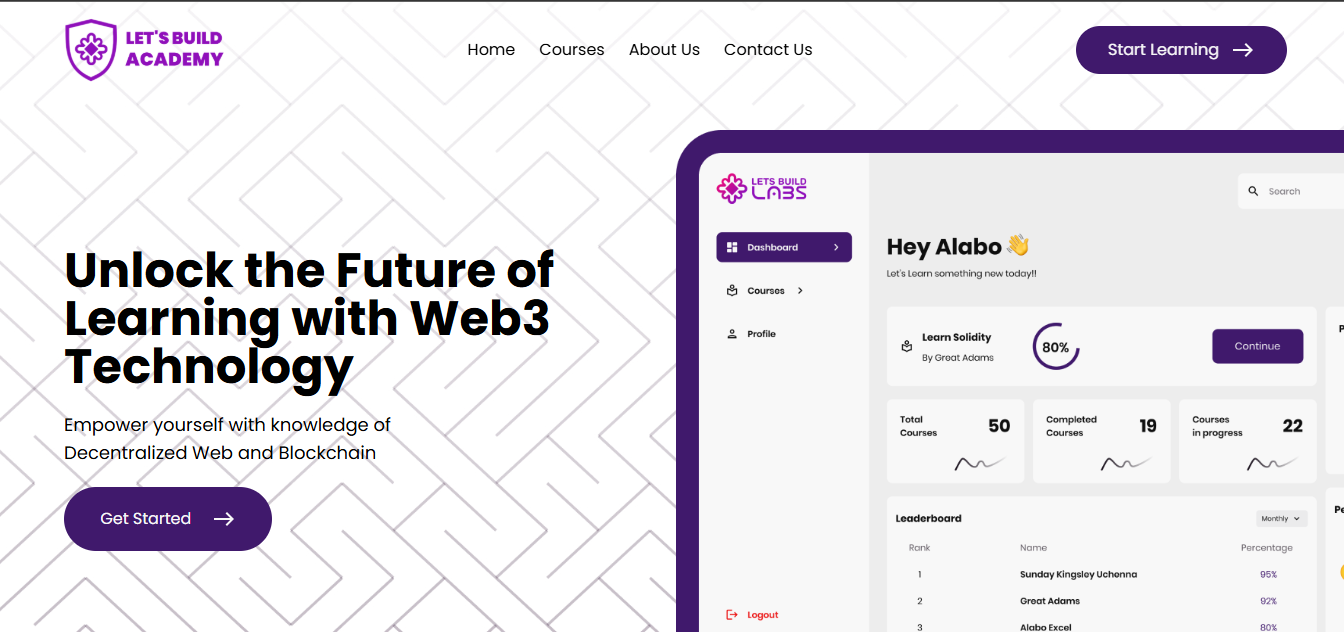 LET'S BUILD
ACADEMY
Home
Courses
About Us
Contact Us
Start Learning
Unlock the Future of
Learning with Web3
Technology
Empower yourself with knowledge of
Decentralized Web and Blockchain
Get Started
LETS BUILD
LABS
Search
Dashboard
Courses
Profile
Logout
Hey Alabo 👋
Let's Learn something new today!!
Learn Solidity
By Great Adams
80%
Continue
Total
Courses
50
Completed
Courses
19
Courses
in progress
22
Leaderboard
Monthly
Rank Name Percentage
1 Sunday Kingsley Uchenna 95%
2 Great Adams 92%
3 Alabo Excel 80%